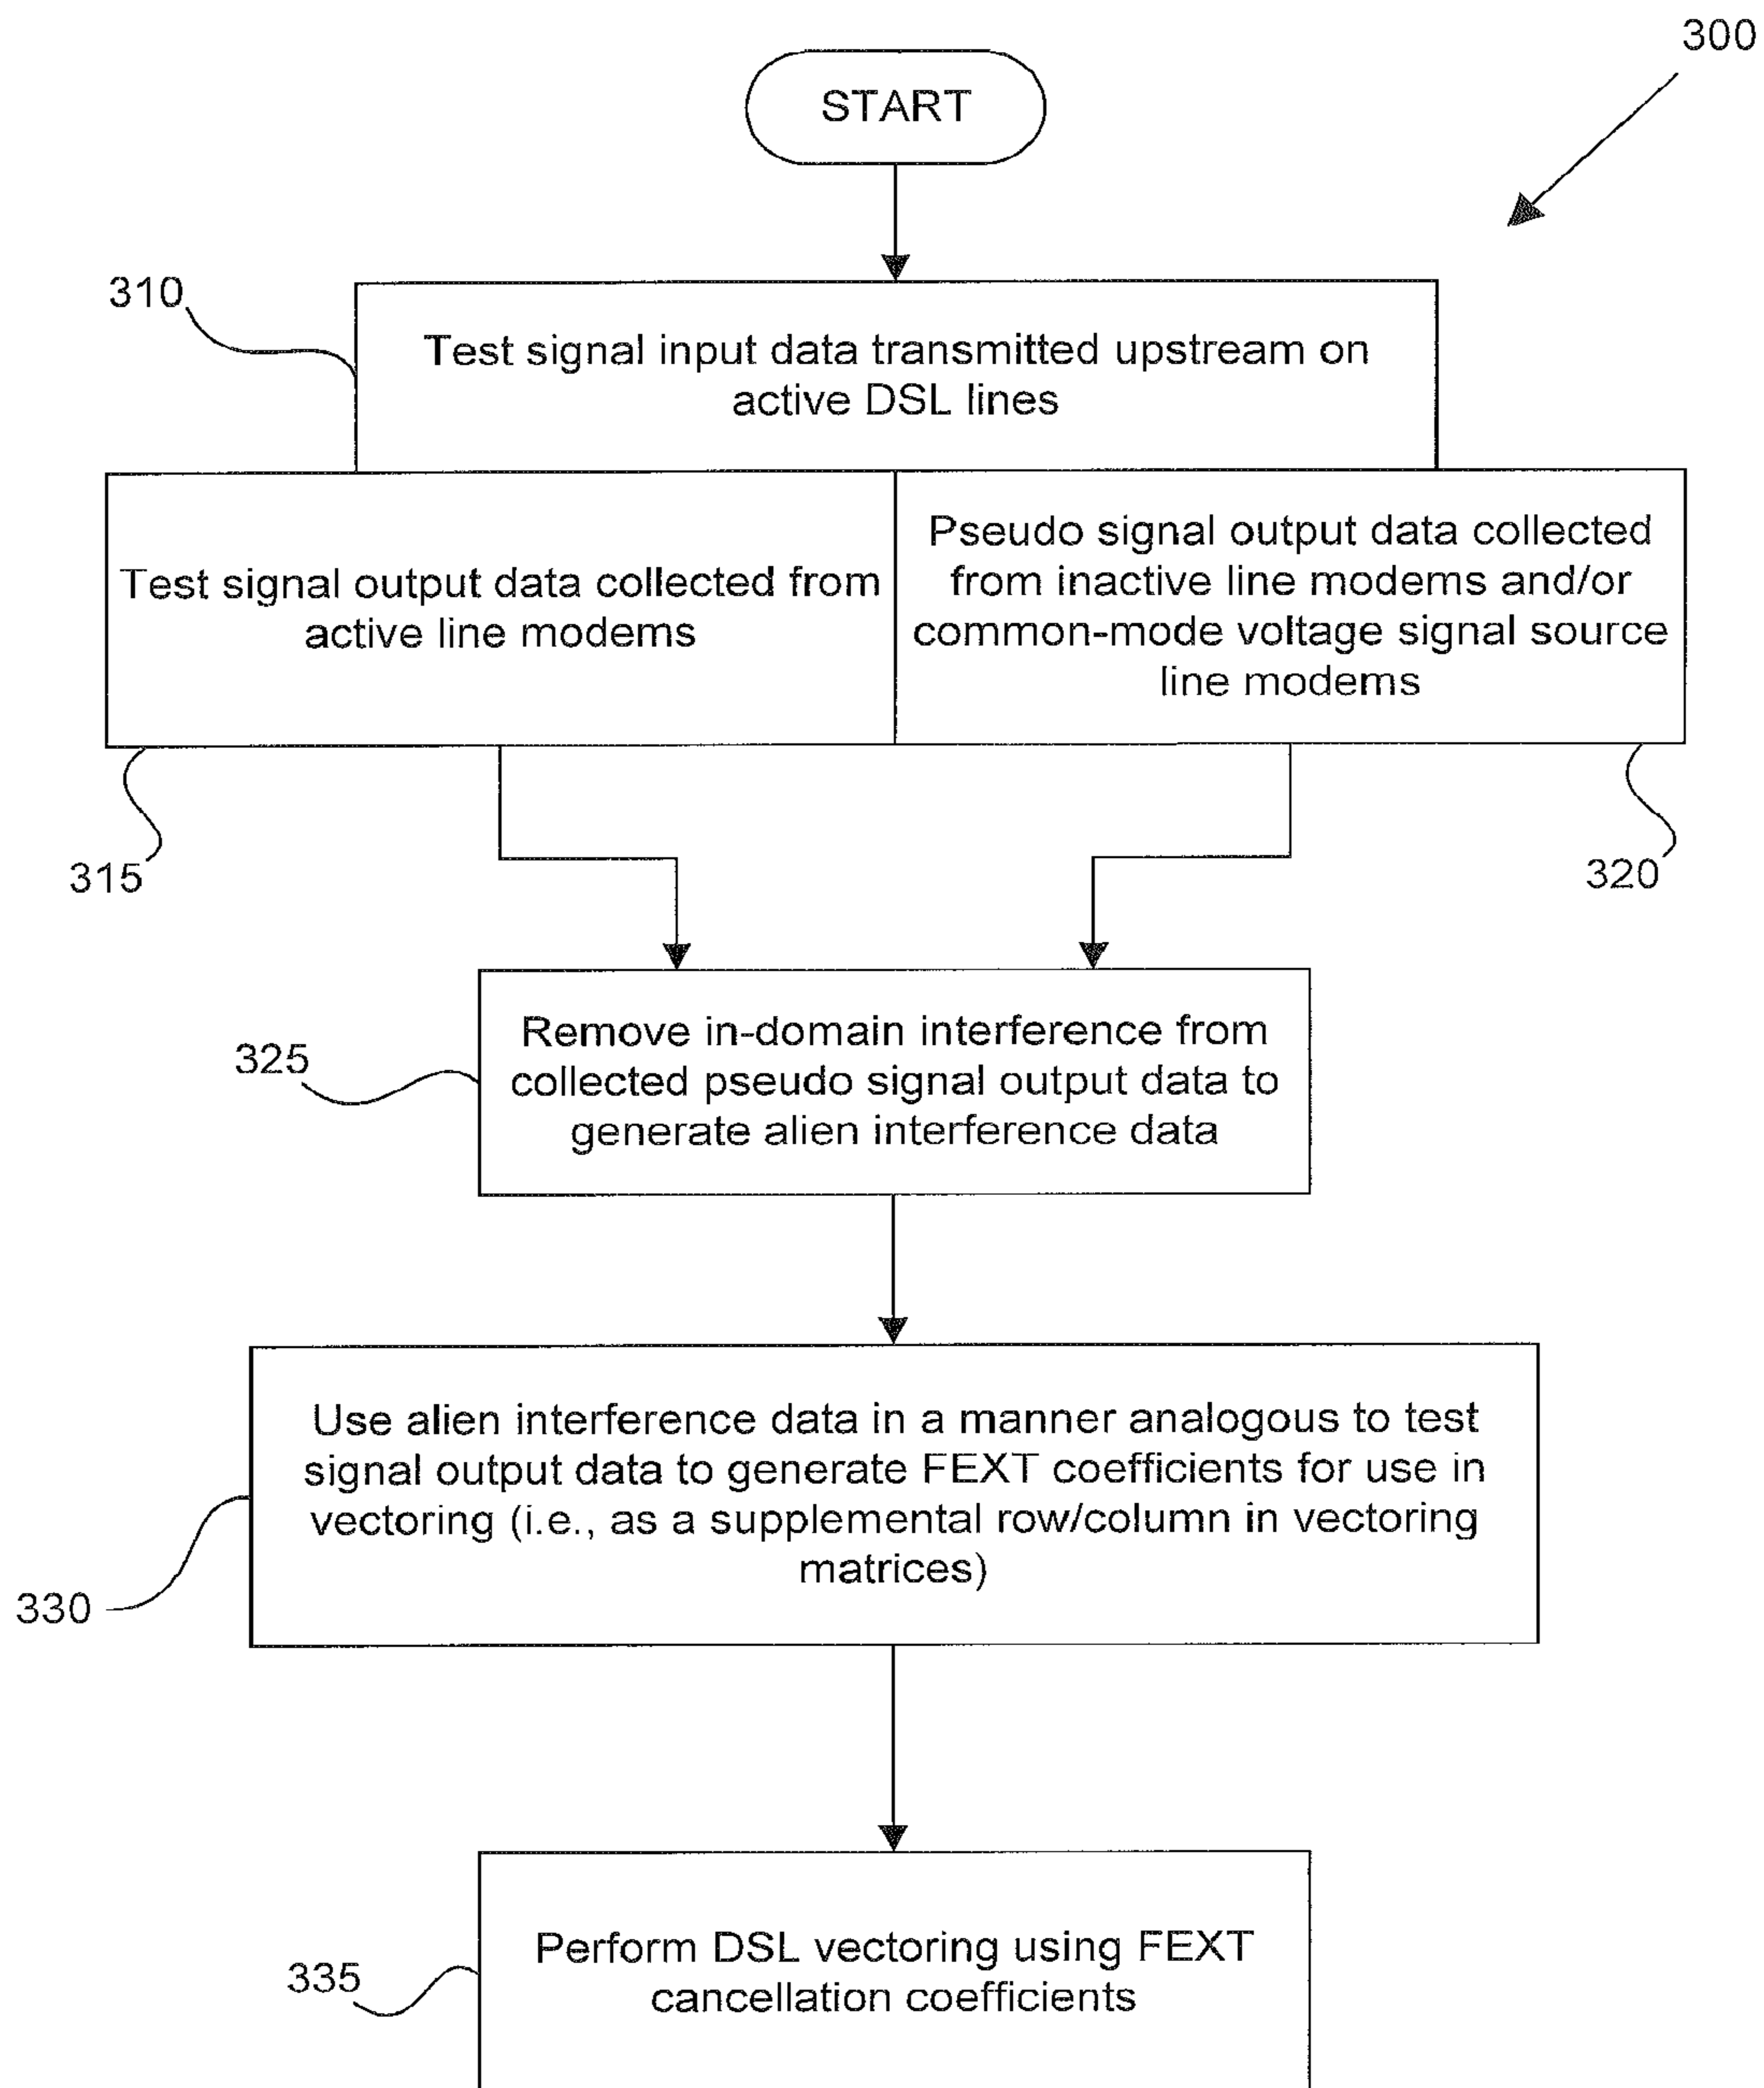 300
START
310
Test signal input data transmitted upstream on
active DSL lines
Test signal output data collected from
active line modems
Pseudo signal output data collected
from inactive line modems and/or
common-mode voltage signal source
line modems
315
320
325
Remove in-domain interference from
collected pseudo signal output data to
generate alien interference data
330
Use alien interference data in a manner analogous to test
signal output data to generate FEXT coefficients for use in
vectoring (i.e., as a supplemental row/column in vectoring
matrices)
335
Perform DSL vectoring using FEXT
cancellation coefficients